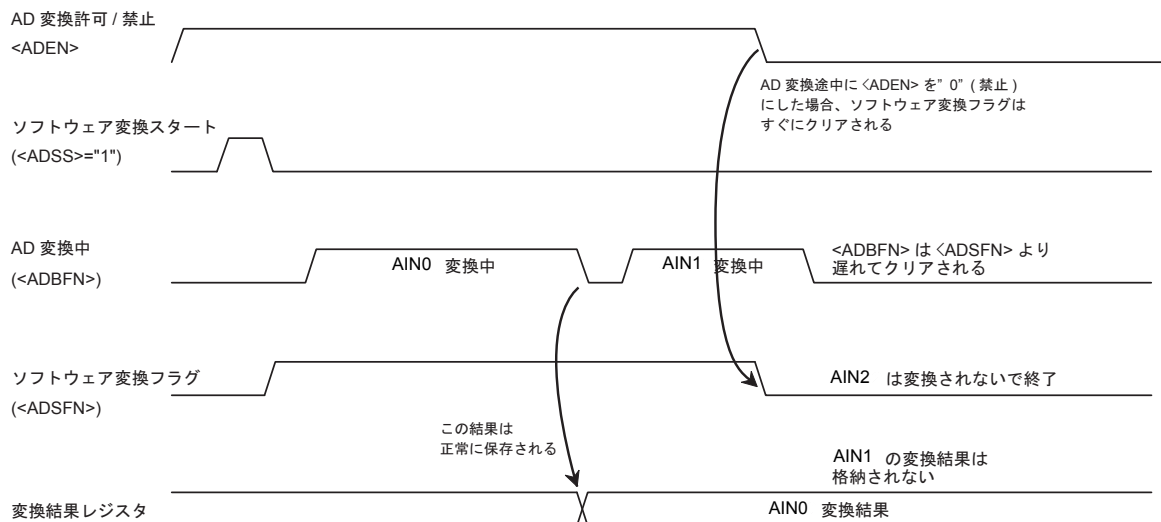 AD 変換許可 / 禁止
<ADEN>
AD 変換途中に <ADEN> を" 0" ( 禁止 )
にした場合、ソフトウェア変換フラグは
すぐにクリアされる
ソフトウェア変換スタート
(<ADSS>="1")
AD 変換中
(<ADBFN>)
AIN0 変換中
AIN1 変換中
<ADBFN> は <ADSFN> より
遅れてクリアされる
ソフトウェア変換フラグ
(<ADSFN>)
AIN2 は変換されないで終了
この結果は
正常に保存される
AIN1 の変換結果は
格納されない
変換結果レジスタ
AIN0 変換結果